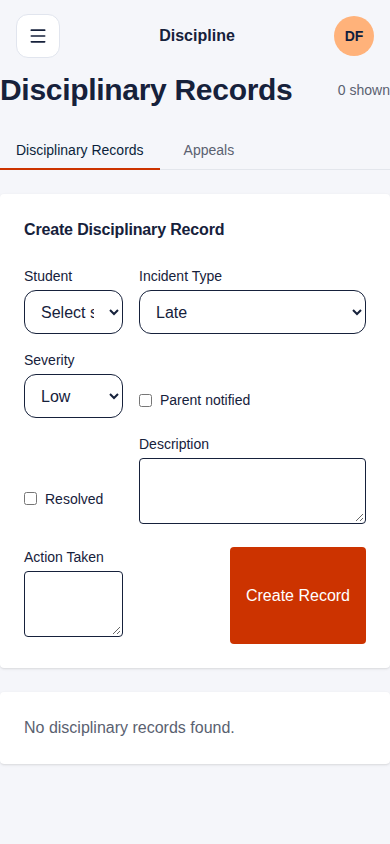 Discipline
DF
Disciplinary Records
0 shown
Disciplinary Records
Appeals
Create Disciplinary Record
Student
Incident Type
Select s
Late
Severity
Low
Parent notified
Description
Resolved
Action Taken
Create Record
No disciplinary records found.